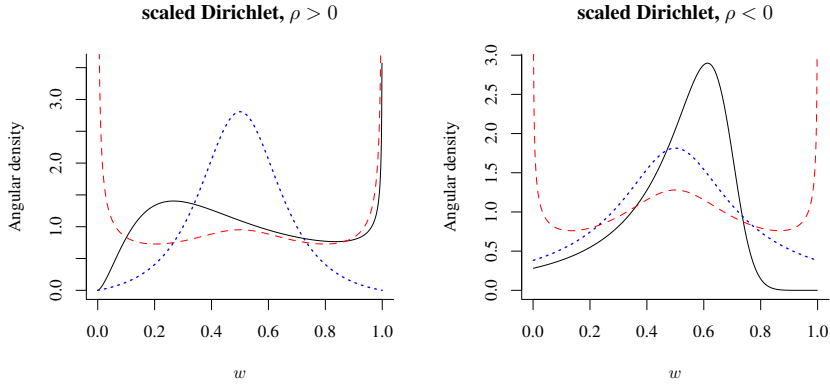 scaled Dirichlet, ρ > 0
Angular density
3.0
2.0
1.0
0.0
0.0 0.2 0.4 0.6 0.8 1.0
w
scaled Dirichlet, ρ < 0
Angular density
3.0
2.5
2.0
1.5
1.0
0.5
0.0
0.0 0.2 0.4 0.6 0.8 1.0
w